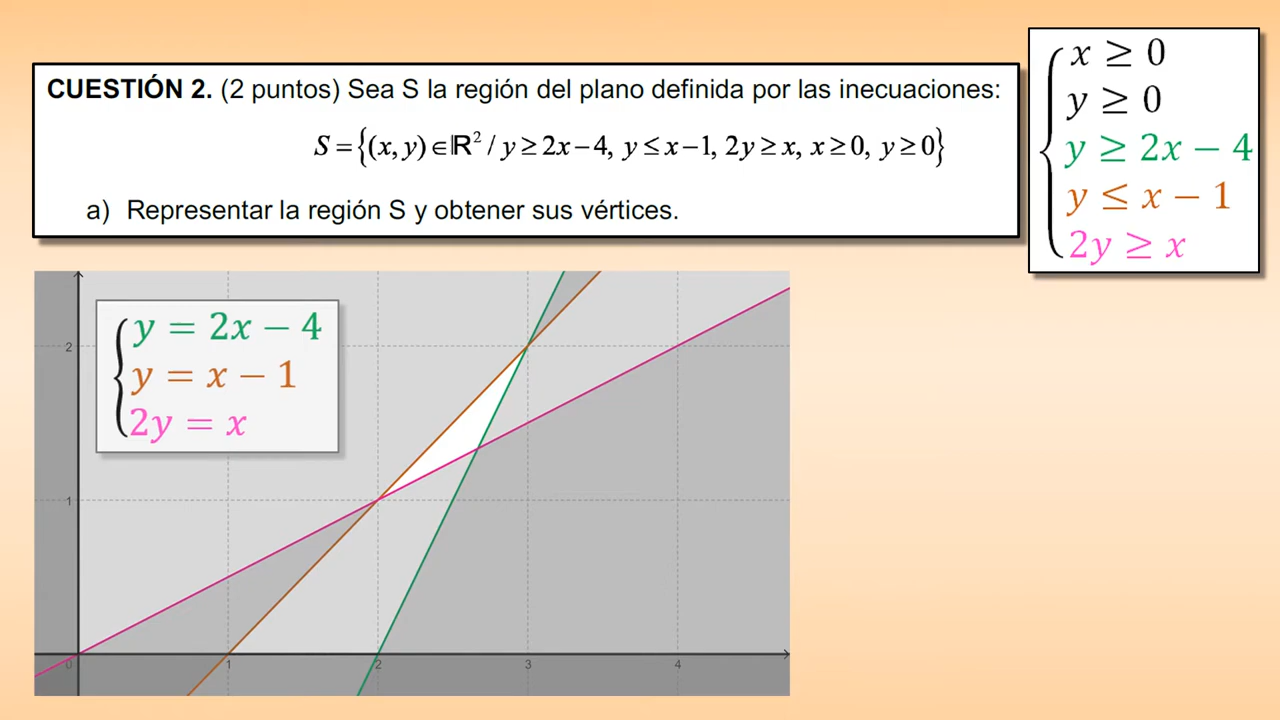 CUESTIÓN 2. (2 puntos) Sea S la región del plano definida por las inecuaciones:
S = {(x, y) ∈ ℝ² / y ≥ 2x − 4, y ≤ x − 1, 2y ≥ x, x ≥ 0, y ≥ 0}
a) Representar la región S y obtener sus vértices.
x ≥ 0
y ≥ 0
y ≥ 2x − 4
y ≤ x − 1
2y ≥ x
y = 2x − 4
y = x − 1
2y = x
2
1
0 1 2 3 4